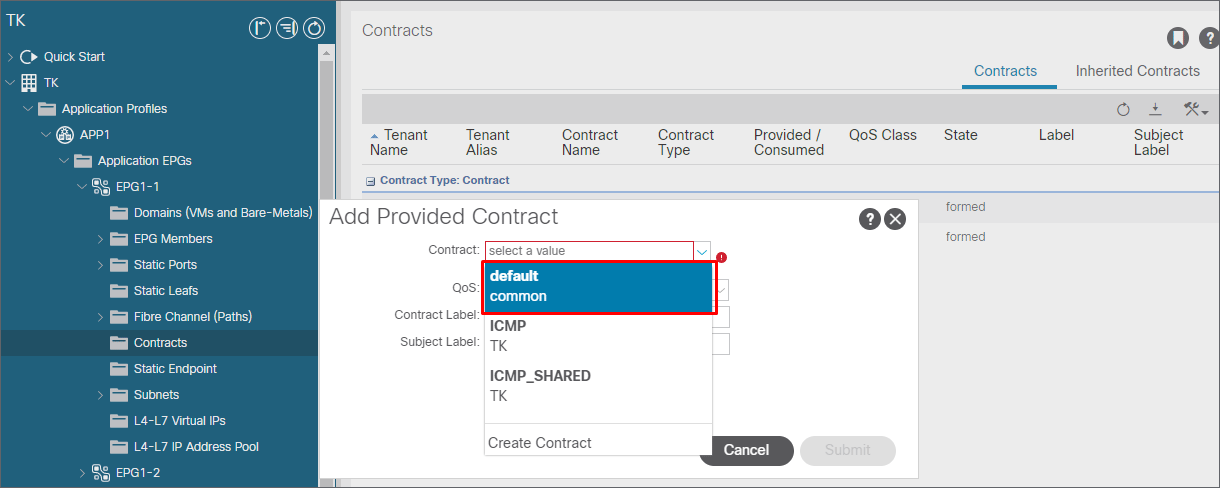 TK
Quick Start
TK
Application Profiles
APP1
Application EPGs
EPG1-1
Domains (VMs and Bare-Metals)
EPG Members
Static Ports
Static Leafs
Fibre Channel (Paths)
Contracts
Static Endpoint
Subnets
L4-L7 Virtual IPs
L4-L7 IP Address Pool
EPG1-2
Contracts
?
Contracts
Inherited Contracts
Tenant Name
Tenant Alias
Contract Name
Contract Type
Provided / Consumed
QoS Class
State
Label
Subject Label
Contract Type: Contract
formed
formed
Add Provided Contract
?
Contract:
select a value
QoS:
Contract Label:
Subject Label:
default
common
ICMP
TK
ICMP_SHARED
TK
Create Contract
Cancel
Submit